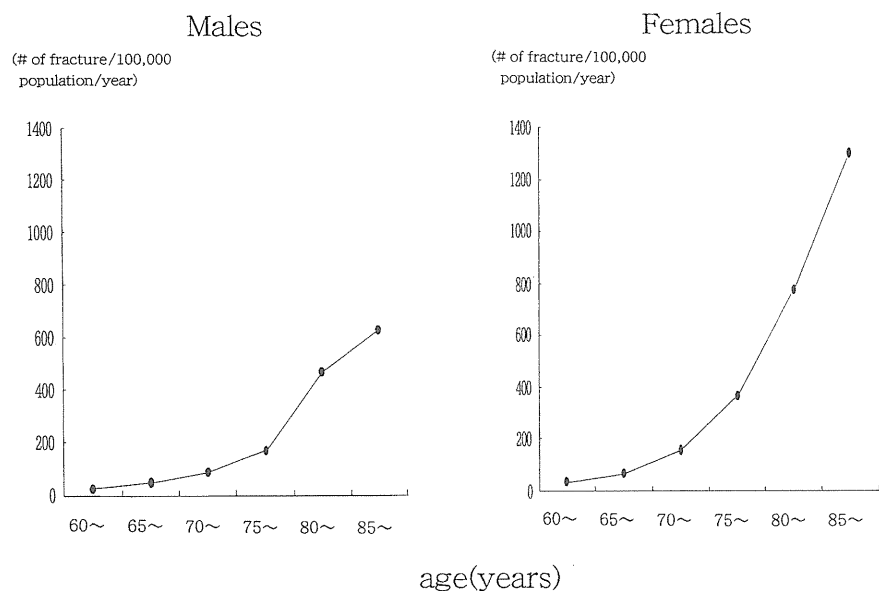 Males
(# of fracture/100,000
population/year)
1400
1200
1000
800
600
400
200
0
60～ 65～ 70～ 75～ 80～ 85～
Females
(# of fracture/100,000
population/year)
1400
1200
1000
800
600
400
200
0
60～ 65～ 70～ 75～ 80～ 85～
age(years)